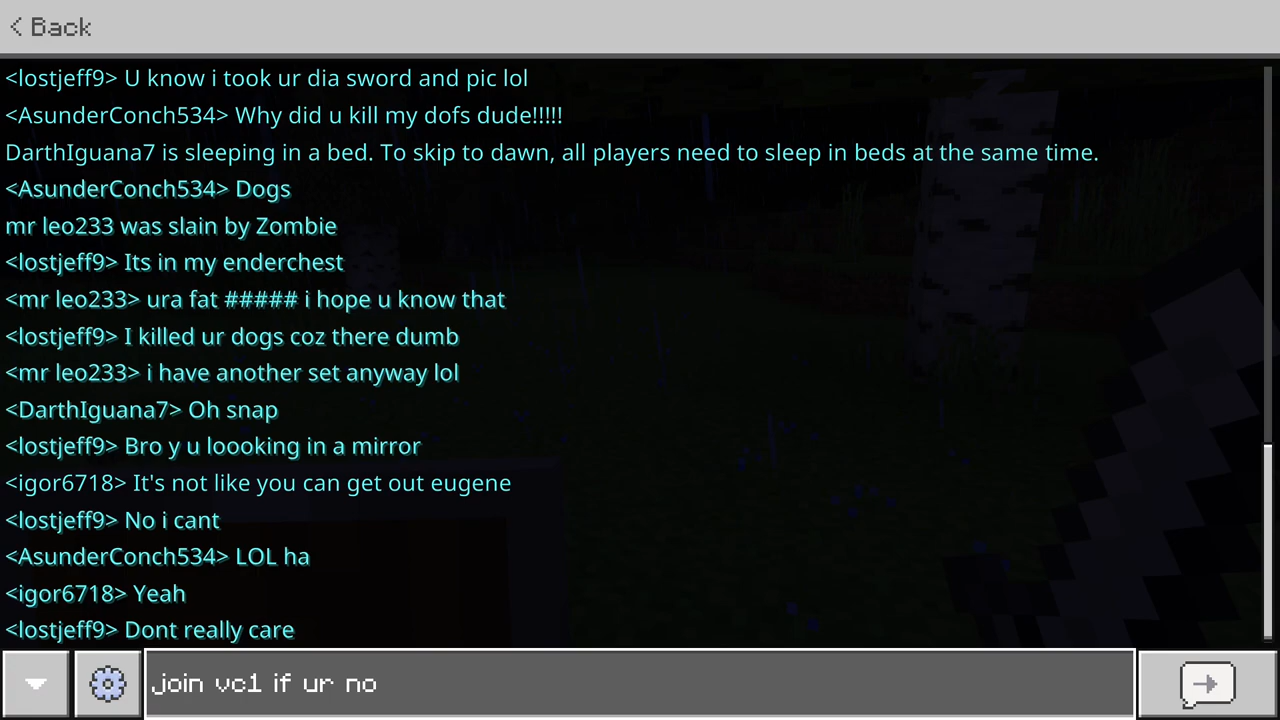 < Back
<lostjeff9> U know i took ur dia sword and pic lol
<AsunderConch534> Why did u kill my dofs dude!!!!!
DarthIguana7 is sleeping in a bed. To skip to dawn, all players need to sleep in beds at the same time.
<AsunderConch534> Dogs
mr leo233 was slain by Zombie
<lostjeff9> Its in my enderchest
<mr leo233> ura fat ##### i hope u know that
<lostjeff9> I killed ur dogs coz there dumb
<mr leo233> i have another set anyway lol
<DarthIguana7> Oh snap
<lostjeff9> Bro y u loooking in a mirror
<igor6718> It's not like you can get out eugene
<lostjeff9> No i cant
<AsunderConch534> LOL ha
<igor6718> Yeah
<lostjeff9> Dont really care
join vc1 if ur no